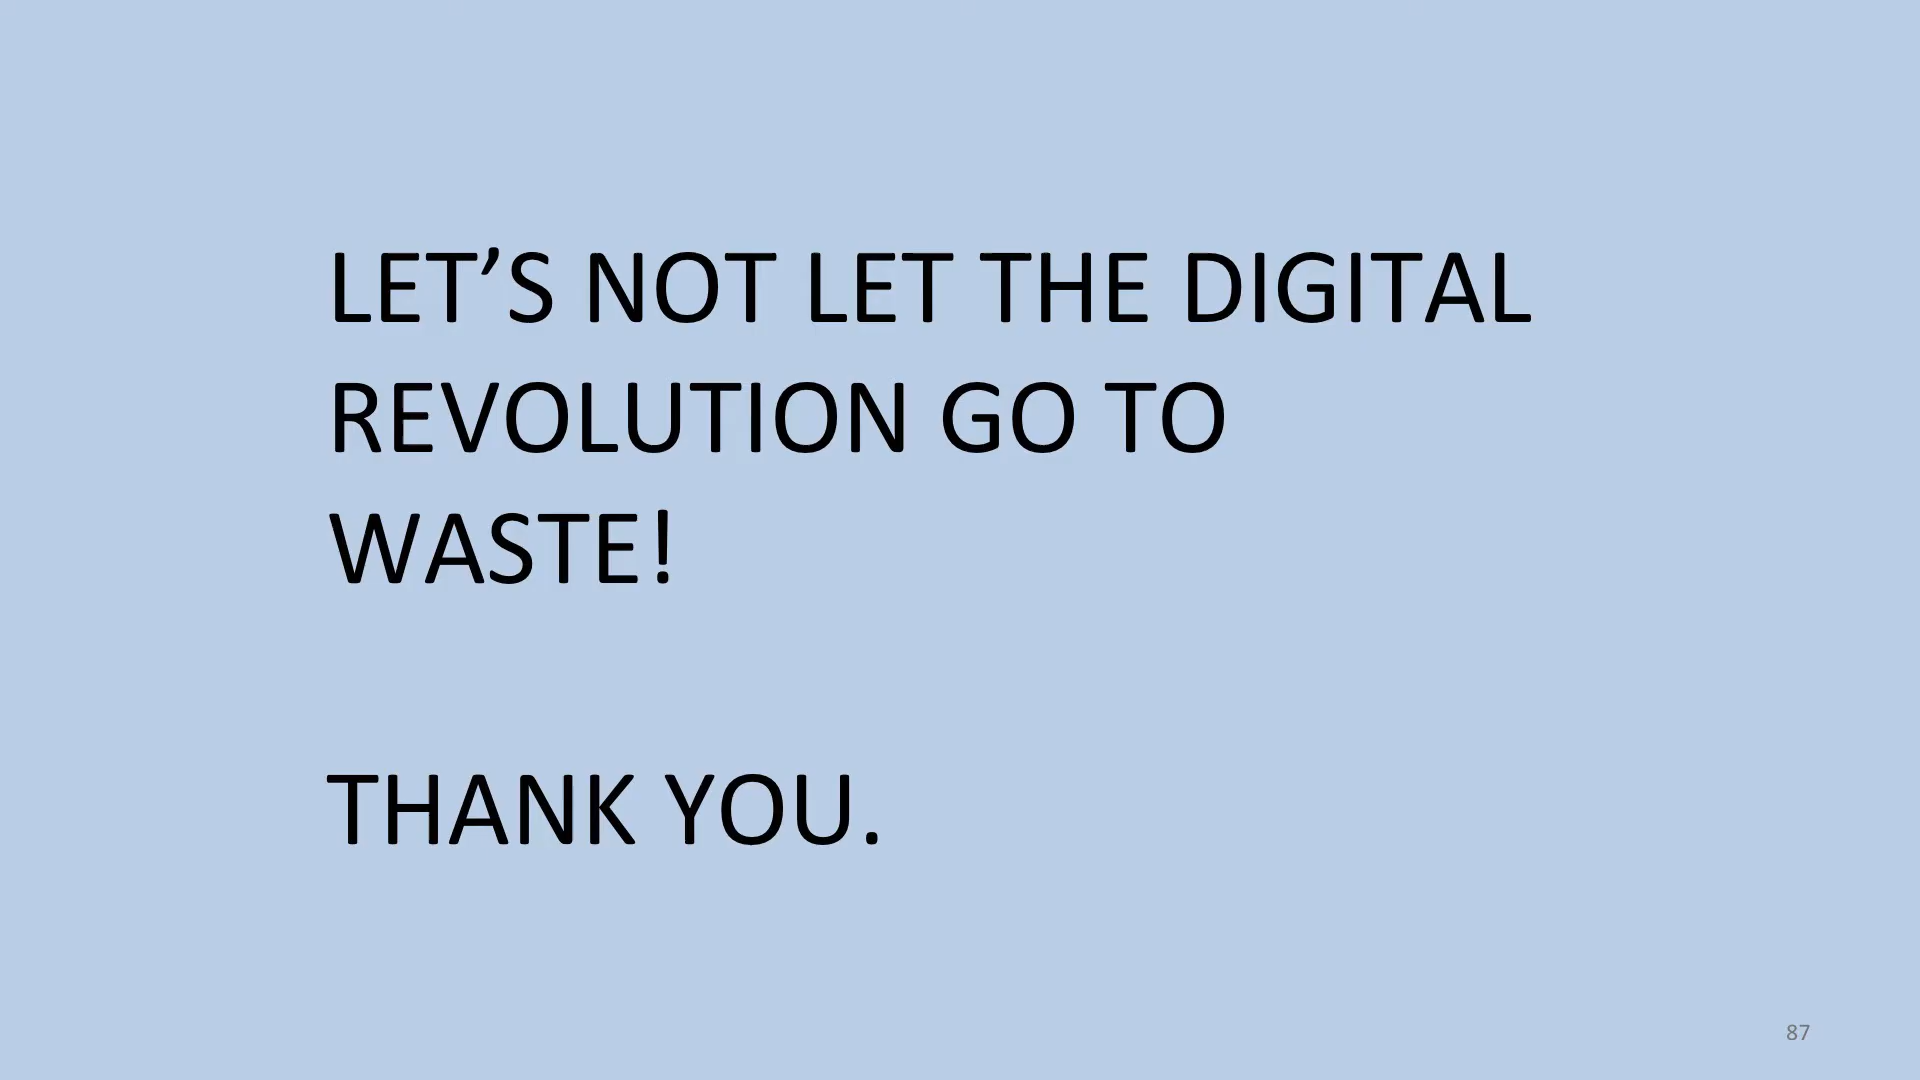 LET’S NOT LET THE DIGITAL
REVOLUTION GO TO
WASTE!
THANK YOU.
87